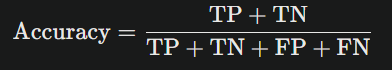 Accuracy = TP + TN / TP + TN + FP + FN